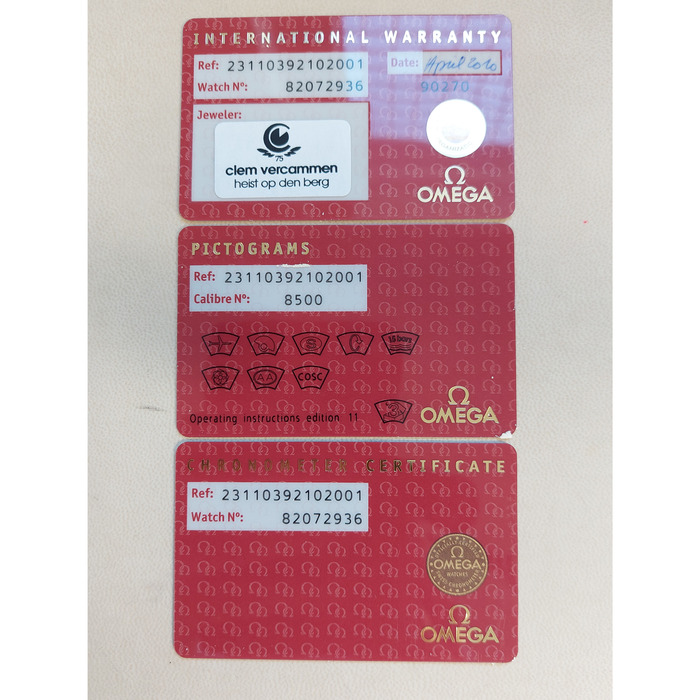 INTERNATIONAL WARRANTY
Ref: 23110392102001
Date: April 2010
Watch Nº: 82072936
90270
Jeweler:
75
clem vercammen
heist op den berg
Ω
OMEGA
PICTOGRAMS
Ref: 23110392102001
Calibre Nº: 8500
15 bars
AA
COSC
3
Operating instructions edition 11
Ω
OMEGA
CHRONOMETER CERTIFICATE
Ref: 23110392102001
Watch Nº: 82072936
Ω
OMEGA
WATCHES
Ω
OMEGA